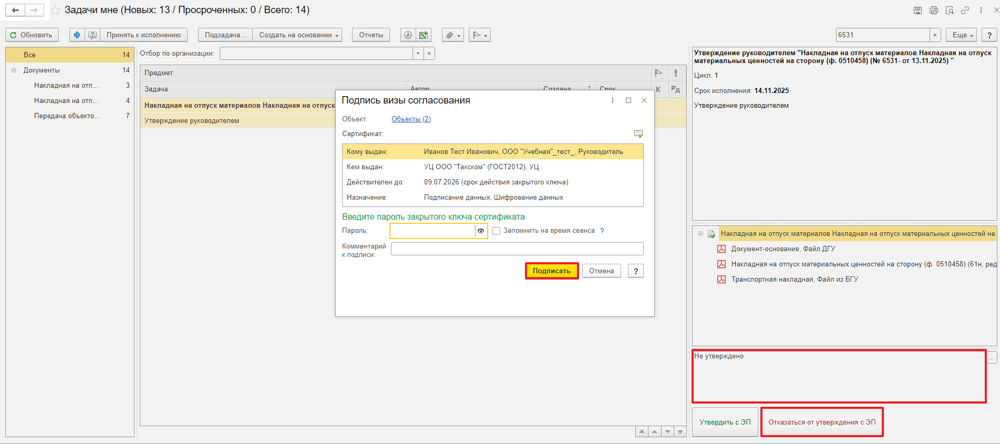 Задачи мне (Новых: 13 / Просроченных: 0 / Всего: 14)
Обновить
Принять к исполнению
Подзадача...
Создать на основании
Отчеты
6531
×
Еще
?
Все 14
Документы 14
Накладная на отп... 3
Накладная на отп... 4
Передача объекто... 7
Отбор по организации:
Предмет
Задача Автор Создана Срок К Рд
Накладная на отпуск материалов Накладная на отпуск
Утверждение руководителем
Подпись визы согласования
Объект: Объекты (2)
Сертификат:
Кому выдан: Иванов Тест Иванович, ООО "Учебная"_тест_, Руководитель
Кем выдан: УЦ ООО "Такском" (ГОСТ2012), УЦ
Действителен до: 09.07.2026 (срок действия закрытого ключа)
Назначение: Подписание данных, Шифрование данных
Введите пароль закрытого ключа сертификата
Пароль: Запомнить на время сеанса ?
Комментарий
к подписи:
Подписать Отмена ?
Утверждение руководителем "Накладная на отпуск материалов Накладная на отпуск
материальных ценностей на сторону (ф. 0510458) (№ 6531- от 13.11.2025) "
Цикл: 1
Срок исполнения: 14.11.2025
Утверждение руководителем
Накладная на отпуск материалов Накладная на отпуск материальных ценностей на
Документ-основание, Файл ДГУ
Накладная на отпуск материальных ценностей на сторону (ф. 0510458) (61н, ред
Транспортная накладная, Файл из БГУ
Не утверждено
...
Утвердить с ЭП
Отказаться от утверждения с ЭП